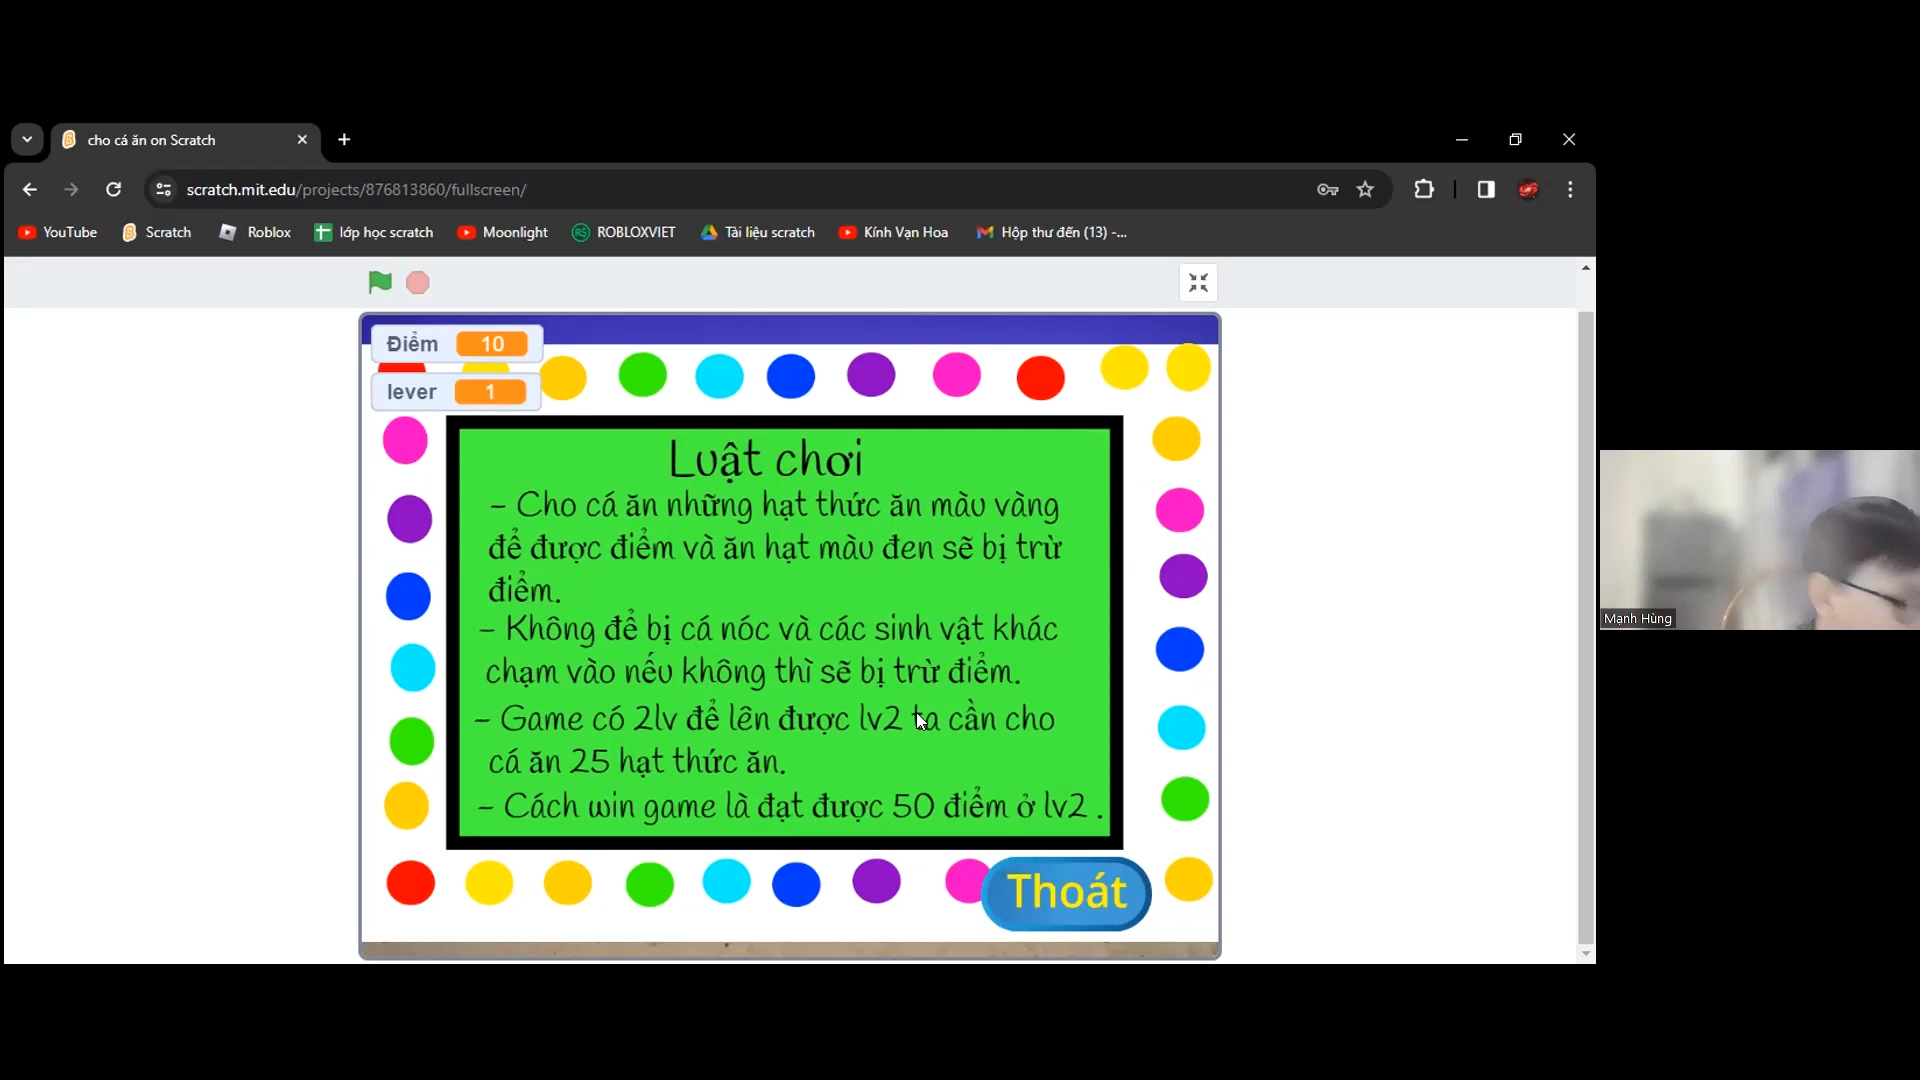 cho cá ăn on Scratch
scratch.mit.edu/projects/876813860/fullscreen/
YouTube Scratch Roblox lớp học scratch Moonlight ROBLOXVIET Tài liệu scratch Kính Vạn Hoa Hộp thư đến (13) -...
Điểm 10
lever 1
Luật chơi
- Cho cá ăn những hạt thức ăn màu vàng
để được điểm và ăn hạt màu đen sẽ bị trừ
điểm.
- Không để bị cá nóc và các sinh vật khác
chạm vào nếu không thì sẽ bị trừ điểm.
- Game có 2lv để lên được lv2 ta cần cho
cá ăn 25 hạt thức ăn.
- Cách win game là đạt được 50 điểm ở lv2 .
Thoát
Mạnh Hùng